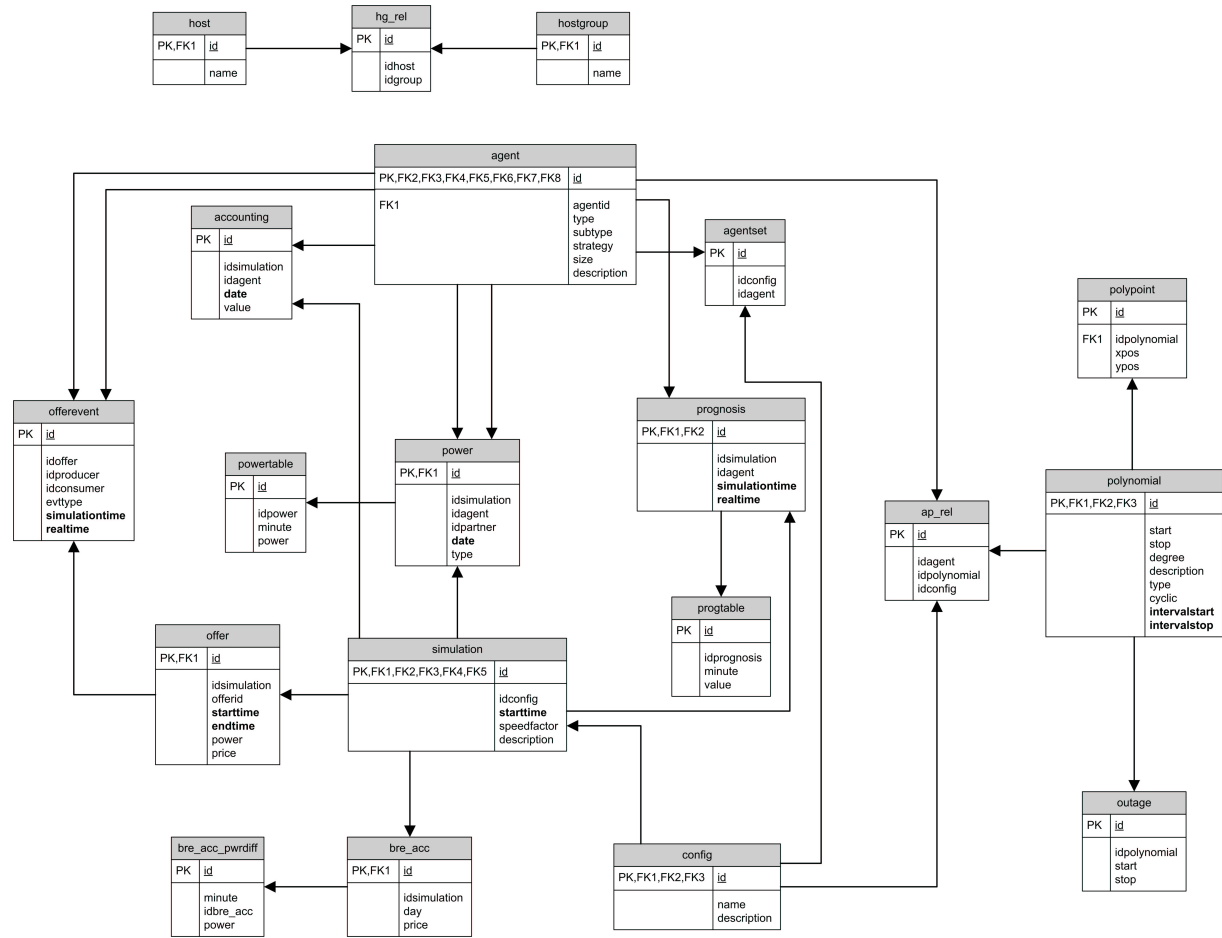 host
PK,FK1 id
name
hg_rel
PK id
idhost
idgroup
hostgroup
PK,FK1 id
name
agent
PK,FK2,FK3,FK4,FK5,FK6,FK7,FK8 id
FK1 agentid
type
subtype
strategy
size
description
accounting
PK id
idsimulation
idagent
date
value
agentset
PK id
idconfig
idagent
polypoint
PK id
FK1 idpolynomial
xpos
ypos
offerevent
PK id
idoffer
idproducer
idconsumer
evttype
simulationtime
realtime
powertable
PK id
idpower
minute
power
power
PK,FK1 id
idsimulation
idagent
idpartner
date
type
prognosis
PK,FK1,FK2 id
idsimulation
idagent
simulationtime
realtime
ap_rel
PK id
idagent
idpolynomial
idconfig
polynomial
PK,FK1,FK2,FK3 id
start
stop
degree
description
type
cyclic
intervalstart
intervalstop
progtable
PK id
idprognosis
minute
value
offer
PK,FK1 id
idsimulation
offerid
starttime
endtime
power
price
simulation
PK,FK1,FK2,FK3,FK4,FK5 id
idconfig
starttime
speedfactor
description
bre_acc_pwrdiff
PK id
minute
idbre_acc
power
bre_acc
PK,FK1 id
idsimulation
day
price
config
PK,FK1,FK2,FK3 id
name
description
outage
PK id
idpolynomial
start
stop